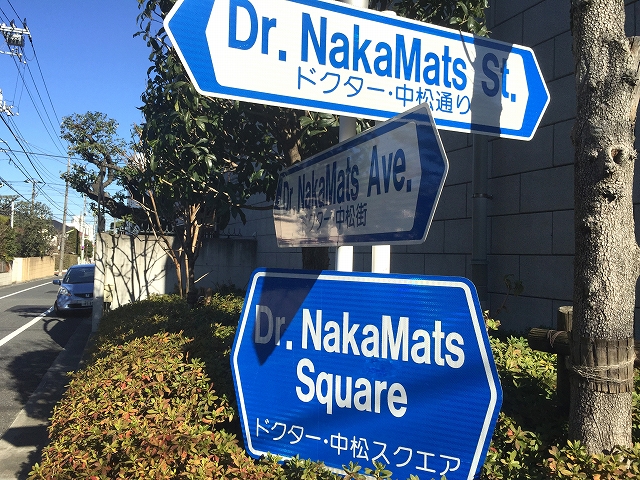 Dr. NakaMats St.
ドクター・中松通り
Dr. NakaMats Ave.
ドクター・中松街
Dr. NakaMats
Square
ドクター・中松スクエア